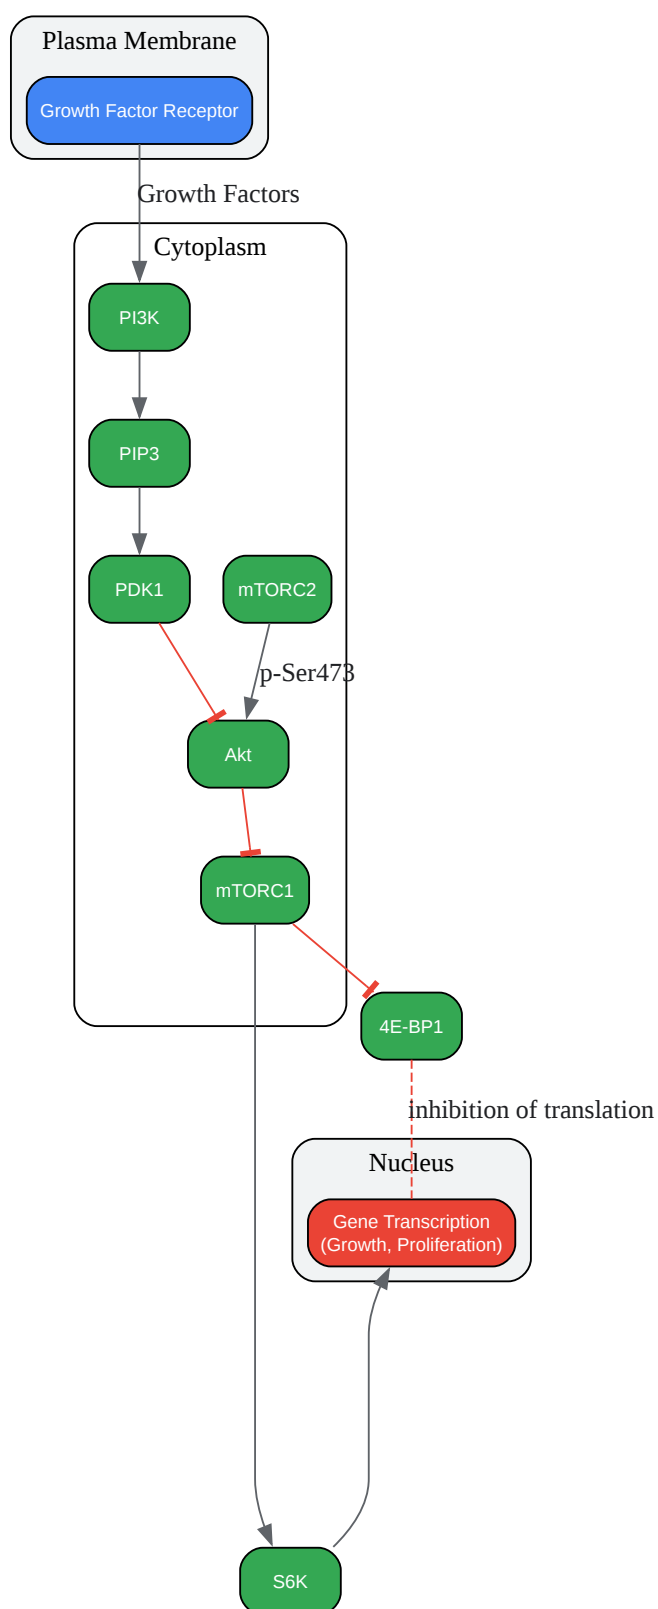 Plasma Membrane
Growth Factor Receptor
Growth Factors
Cytoplasm
PI3K
PIP3
PDK1
mTORC2
p-Ser473
Akt
mTORC1
4E-BP1
inhibition of translation
Nucleus
Gene Transcription
(Growth, Proliferation)
S6K